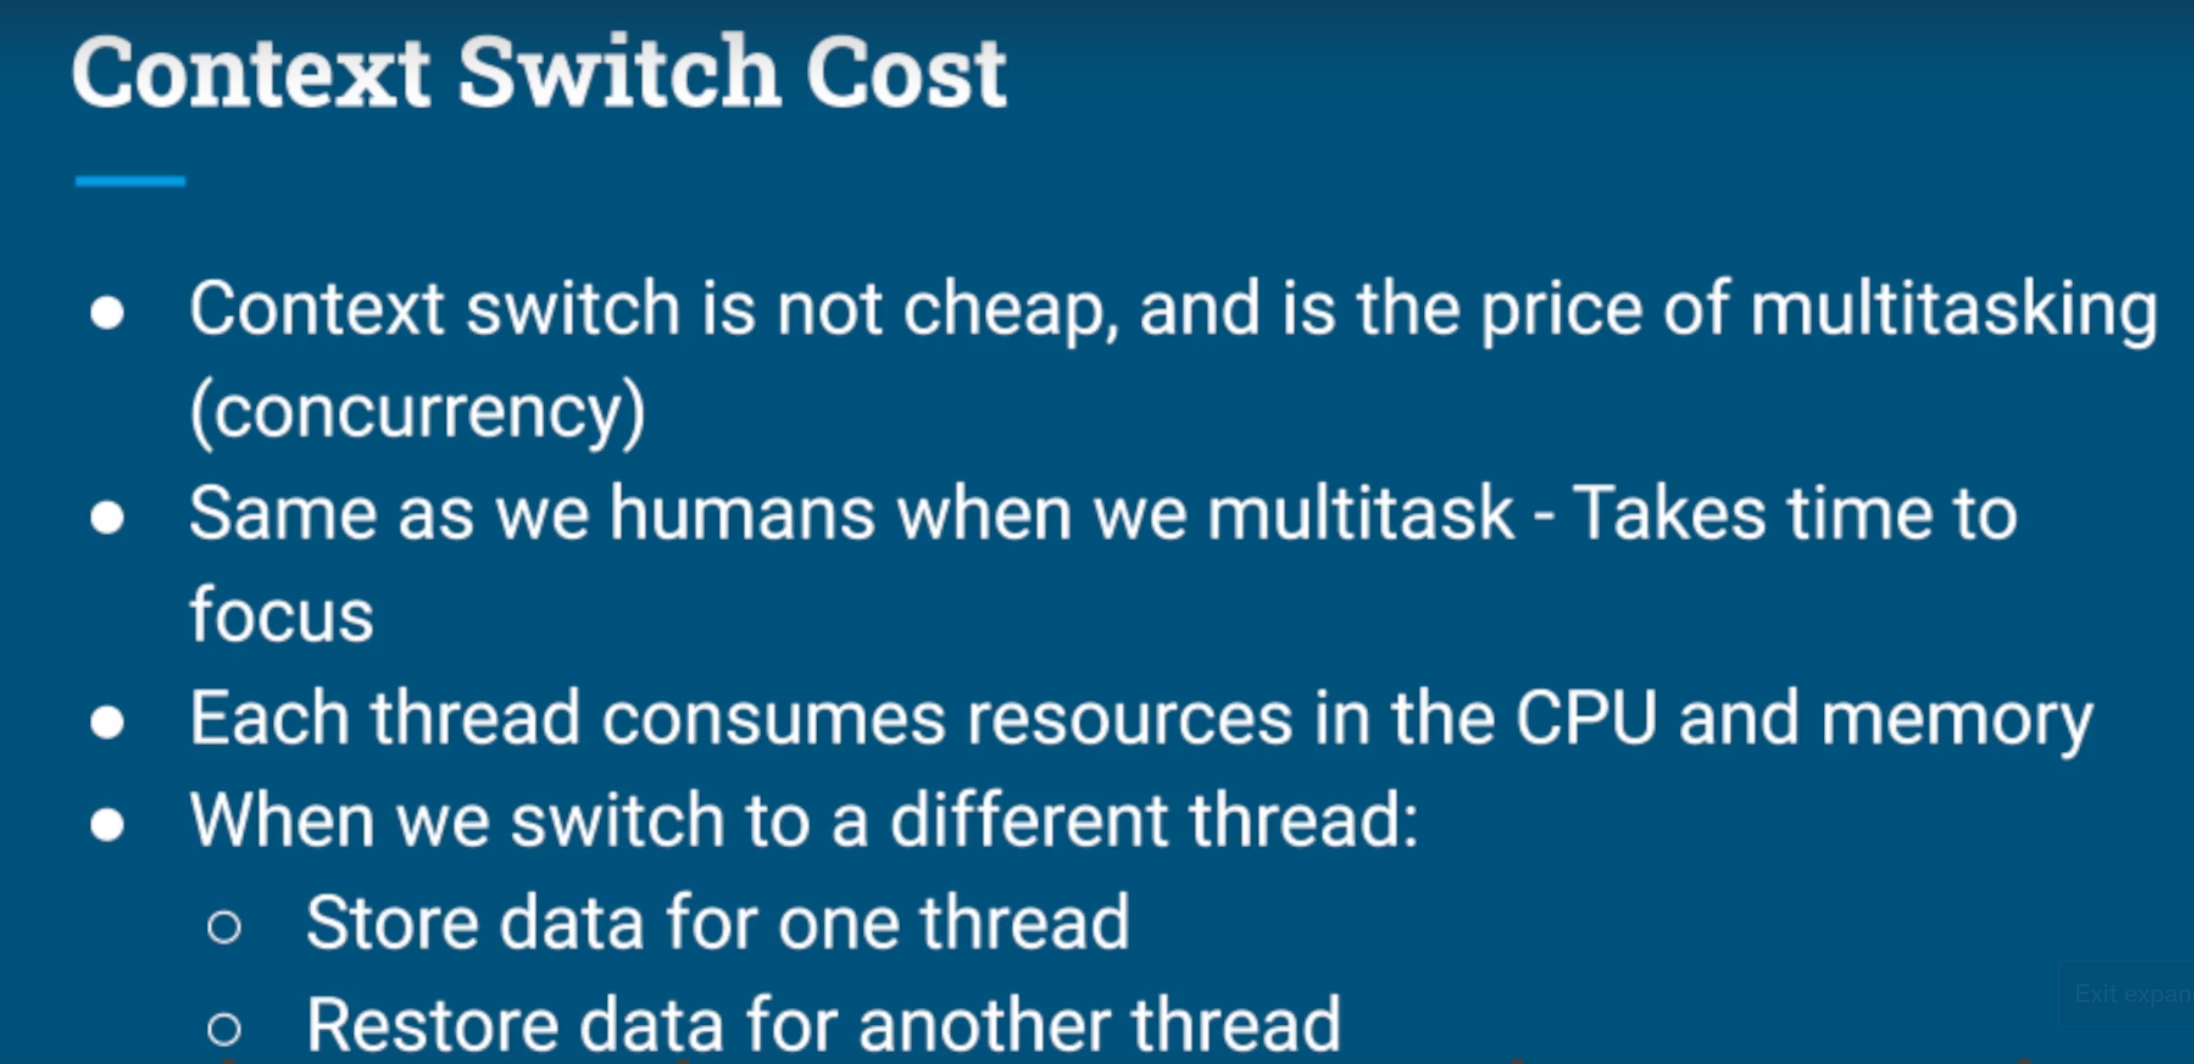 Context Switch Cost
● Context switch is not cheap, and is the price of multitasking
(concurrency)
● Same as we humans when we multitask - Takes time to
focus
● Each thread consumes resources in the CPU and memory
● When we switch to a different thread:
○ Store data for one thread
○ Restore data for another thread
Exit expan